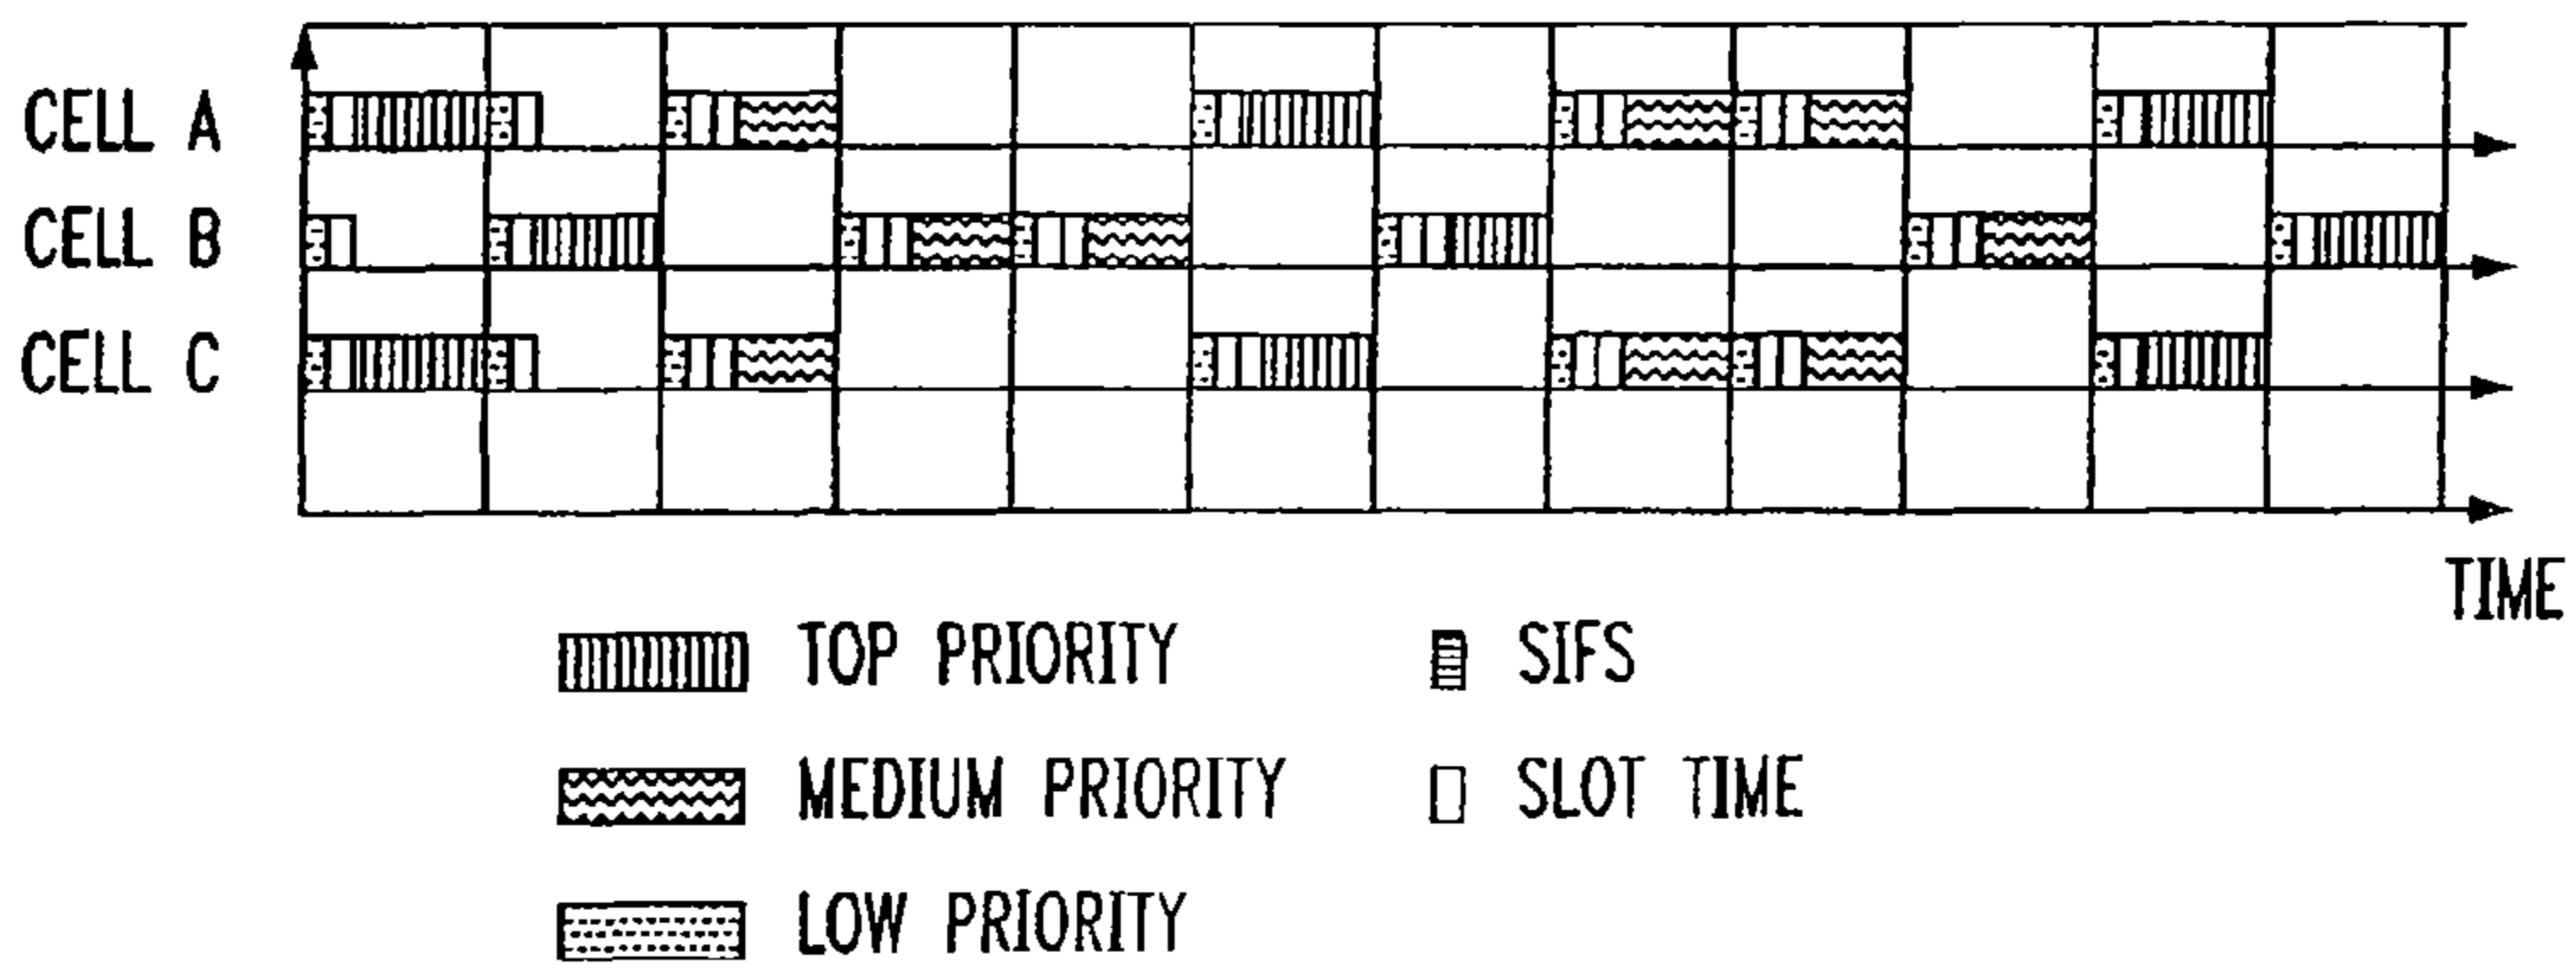 CELL A
CELL B
CELL C
TIME
TOP PRIORITY
SIFS
MEDIUM PRIORITY
SLOT TIME
LOW PRIORITY